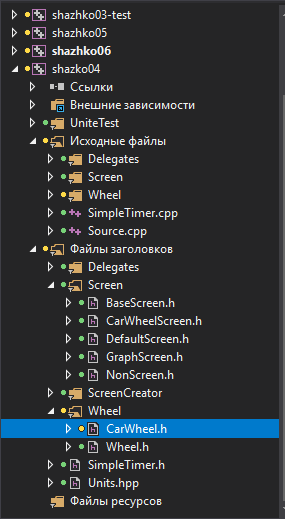 shazhko03-test
shazhko05
shazhko06
shazko04
Ссылки
Внешние зависимости
UniteTest
Исходные файлы
Delegates
Screen
Wheel
SimpleTimer.cpp
Source.cpp
Файлы заголовков
Delegates
Screen
BaseScreen.h
CarWheelScreen.h
DefaultScreen.h
GraphScreen.h
NonScreen.h
ScreenCreator
Wheel
CarWheel.h
Wheel.h
SimpleTimer.h
Units.hpp
Файлы ресурсов